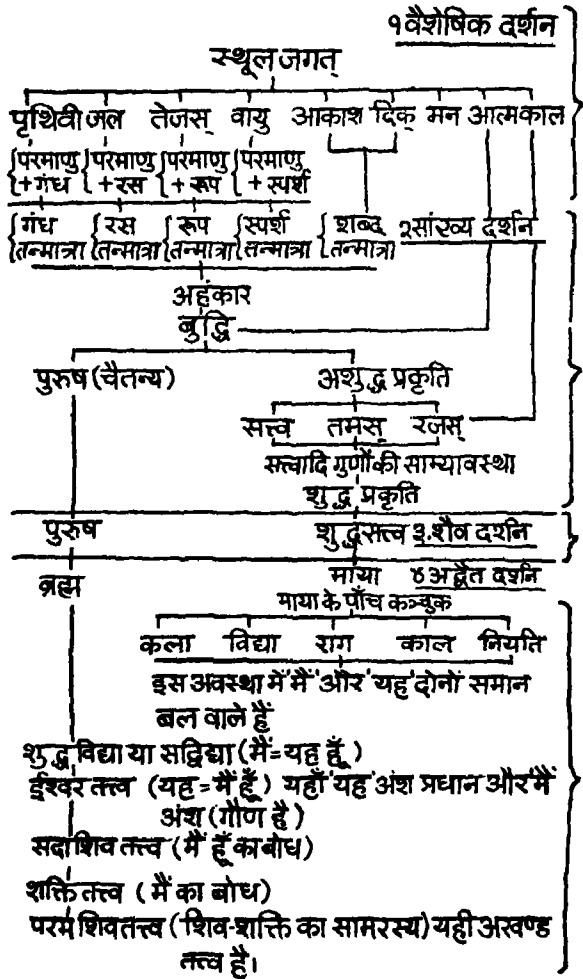 १ वैशेषिक दर्शन
स्थूल जगत्
पृथिवी जल तेजस् वायु आकाश दिक् मन आत्म काल
परमाणु परमाणु परमाणु परमाणु
+गंध +रस +रूप +स्पर्श
गंध रस रूप स्पर्श शब्द २सांख्य दर्शन
तन्मात्रा तन्मात्रा तन्मात्रा तन्मात्रा तन्मात्रा
अहंकार
बुद्धि
पुरुष (चैतन्य) अशुद्ध प्रकृति
सत्त्व तमस् रजस्
सत्त्वादि गुणों की साम्यावस्था
शुद्ध प्रकृति
पुरुष शुद्धसत्त्व ३.शैव दर्शन
ब्रह्म माया ४ अद्वैत दर्शन
माया के पाँच कञ्चुक
कला विद्या राग काल नियति
इस अवस्था में 'मैं' और 'यह' दोनों समान
बल वाले हैं
शुद्ध विद्या या सद्विद्या (मैं=यह हूँ)
ईश्वर तत्त्व (यह=मैं हूँ) यहाँ 'यह' अंश प्रधान और 'मैं'
अंश (गौण है)
सदाशिव तत्त्व (मैं हूँ का बोध)
शक्ति तत्त्व (मैं का बोध)
परम शिवतत्त्व (शिव-शक्ति का सामरस्य) यही अखण्ड
तत्त्व है।